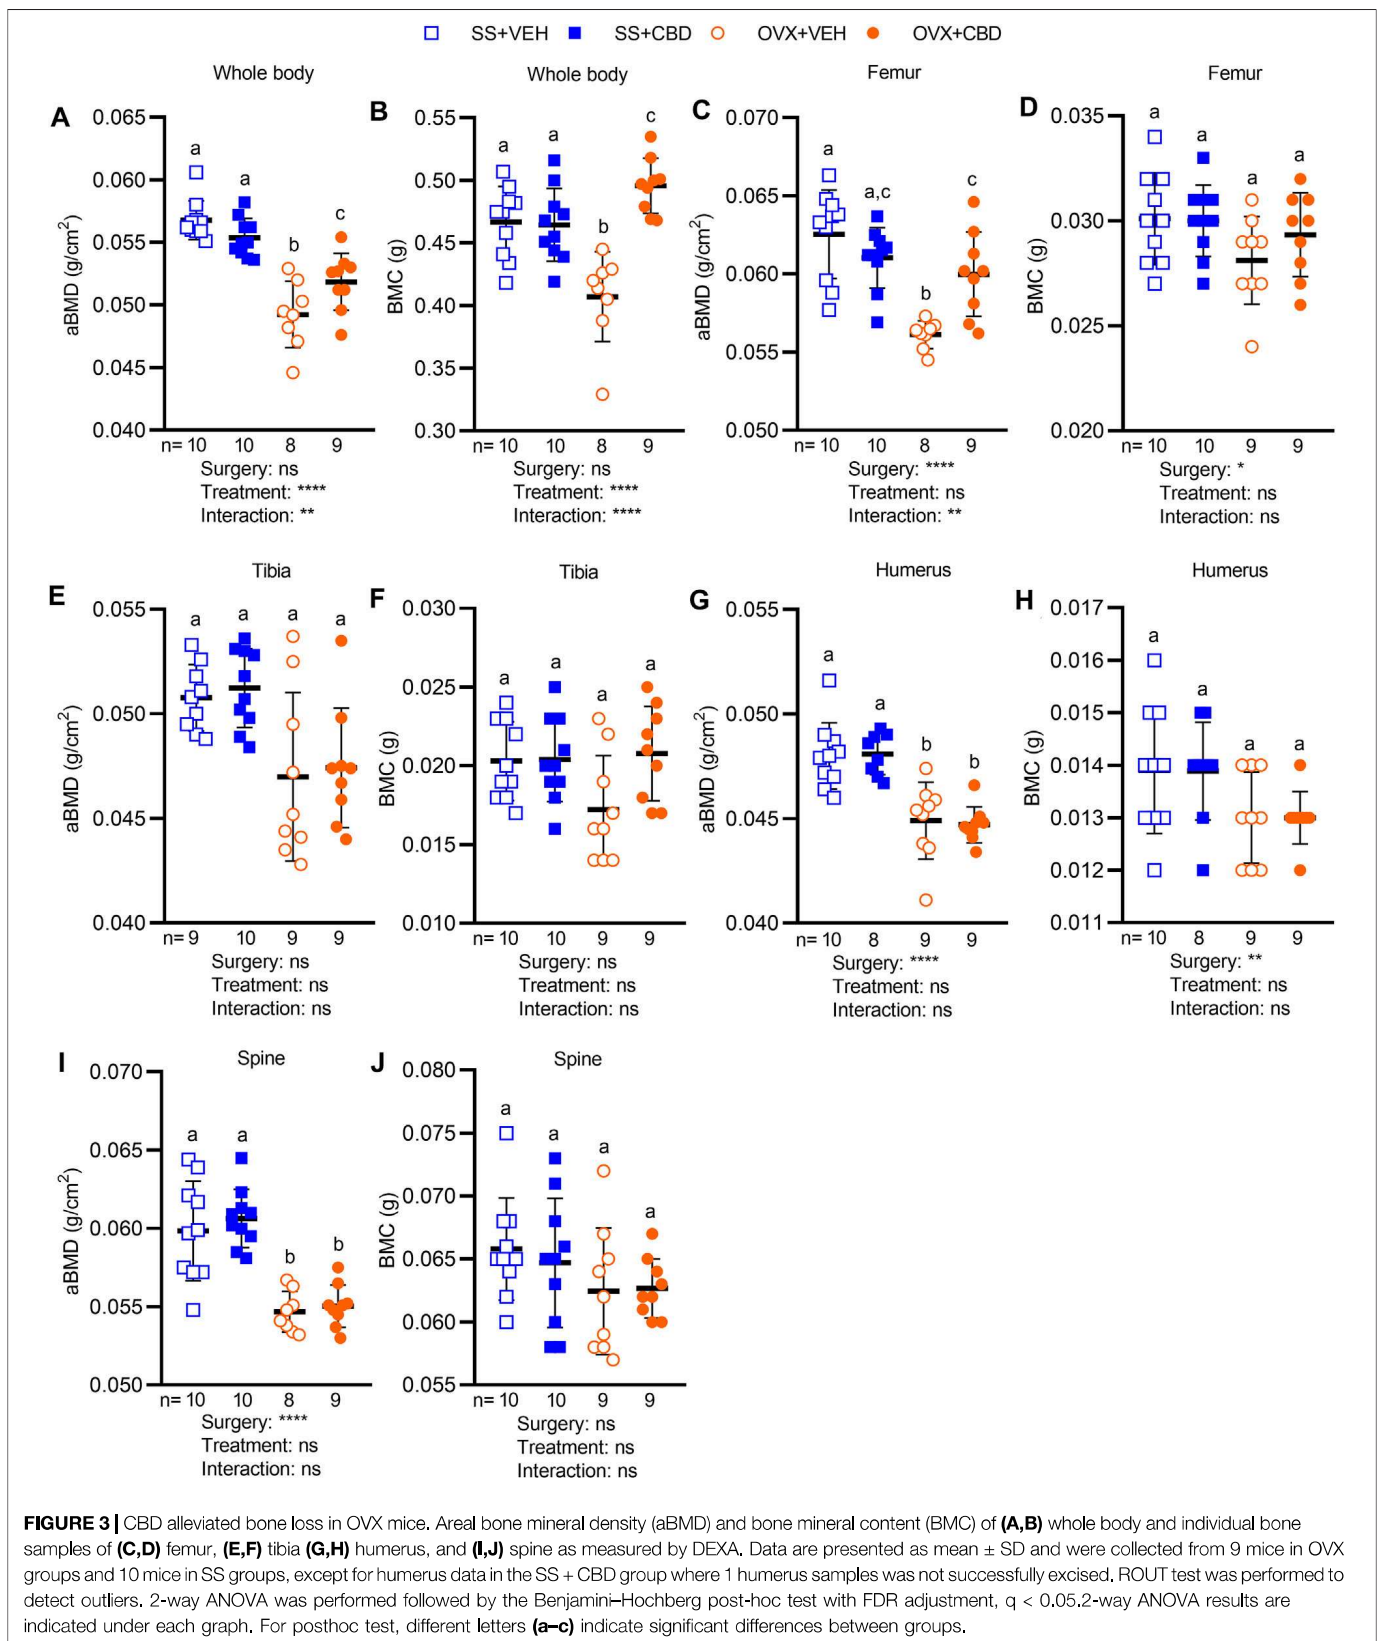 SS+VEH SS+CBD OVX+VEH OVX+CBD
Whole body
A
aBMD (g/cm²)
0.065
0.060
0.055
0.050
0.045
0.040
a a b c
n= 10 10 8 9
Surgery: ns
Treatment: ****
Interaction: **
Whole body
B
BMC (g)
0.55
0.50
0.45
0.40
0.35
0.30
a a b c
n= 10 10 8 9
Surgery: ns
Treatment: ****
Interaction: ****
Femur
C
aBMD (g/cm²)
0.070
0.065
0.060
0.055
0.050
a a,c b c
n= 10 10 8 9
Surgery: ****
Treatment: ns
Interaction: **
Femur
D
BMC (g)
0.035
0.030
0.025
0.020
a a a a
n= 10 10 9 9
Surgery: *
Treatment: ns
Interaction: ns
Tibia
E
aBMD (g/cm²)
0.055
0.050
0.045
0.040
a a a a
n= 9 10 9 9
Surgery: ns
Treatment: ns
Interaction: ns
Tibia
F
BMC (g)
0.030
0.025
0.020
0.015
0.010
a a a a
n= 10 10 9 9
Surgery: ns
Treatment: ns
Interaction: ns
Humerus
G
aBMD (g/cm²)
0.055
0.050
0.045
0.040
a a b b
n= 10 8 9 9
Surgery: ****
Treatment: ns
Interaction: ns
Humerus
H
BMC (g)
0.017
0.016
0.015
0.014
0.013
0.012
0.011
a a a a
n= 10 8 9 9
Surgery: **
Treatment: ns
Interaction: ns
Spine
I
aBMD (g/cm²)
0.070
0.065
0.060
0.055
0.050
a a b b
n= 10 10 8 9
Surgery: ****
Treatment: ns
Interaction: ns
Spine
J
BMC (g)
0.080
0.075
0.070
0.065
0.060
0.055
a a a a
n= 10 10 9 9
Surgery: ns
Treatment: ns
Interaction: ns
FIGURE 3 | CBD alleviated bone loss in OVX mice. Areal bone mineral density (aBMD) and bone mineral content (BMC) of (A,B) whole body and individual bone
samples of (C,D) femur, (E,F) tibia (G,H) humerus, and (I,J) spine as measured by DEXA. Data are presented as mean ± SD and were collected from 9 mice in OVX
groups and 10 mice in SS groups, except for humerus data in the SS + CBD group where 1 humerus samples was not successfully excised. ROUT test was performed to
detect outliers. 2-way ANOVA was performed followed by the Benjamini–Hochberg post-hoc test with FDR adjustment, q < 0.05.2-way ANOVA results are
indicated under each graph. For posthoc test, different letters (a–c) indicate significant differences between groups.